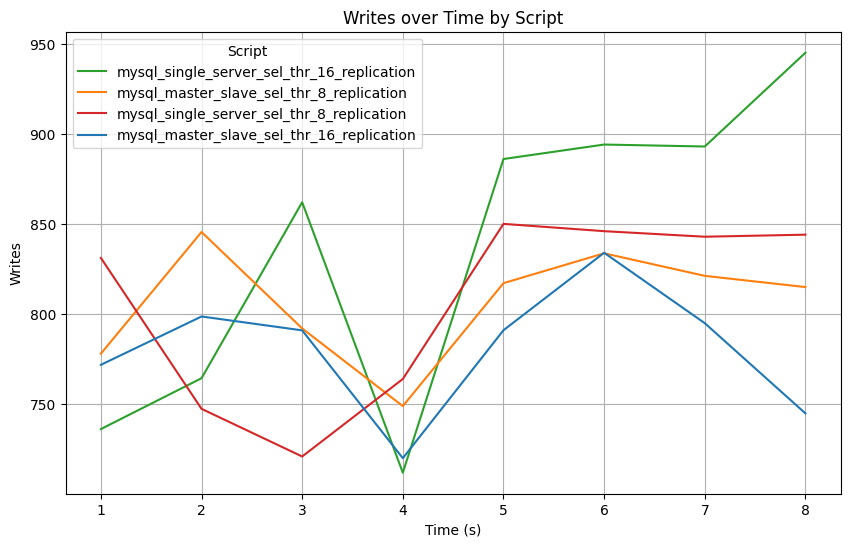 Writes over Time by Script
Script
mysql_single_server_sel_thr_16_replication
mysql_master_slave_sel_thr_8_replication
mysql_single_server_sel_thr_8_replication
mysql_master_slave_sel_thr_16_replication
950
900
850
800
750
Writes
1 2 3 4 5 6 7 8
Time (s)